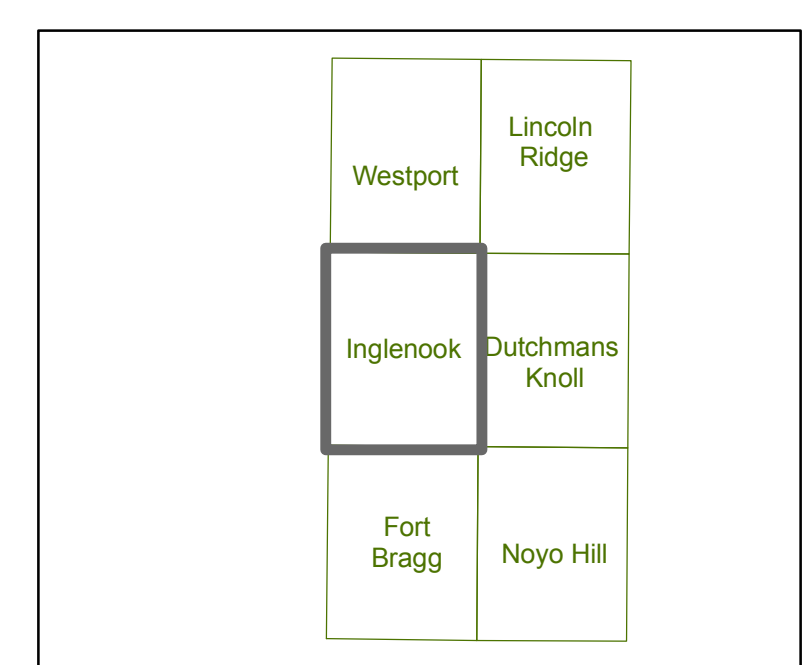 Westport
Lincoln
Ridge
Inglenook
Dutchmans
Knoll
Fort
Bragg
Noyo Hill